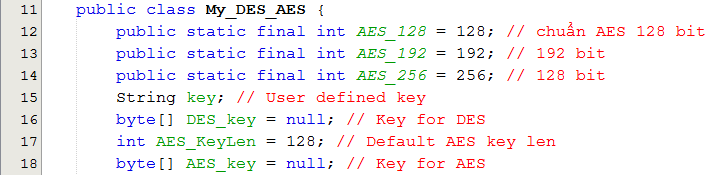 11 public class My_DES_AES {
12 public static final int AES_128 = 128; // chuẩn AES 128 bit
13 public static final int AES_192 = 192; // 192 bit
14 public static final int AES_256 = 256; // 128 bit
15 String key; // User defined key
16 byte[] DES_key = null; // Key for DES
17 int AES_KeyLen = 128; // Default AES key len
18 byte[] AES_key = null; // Key for AES